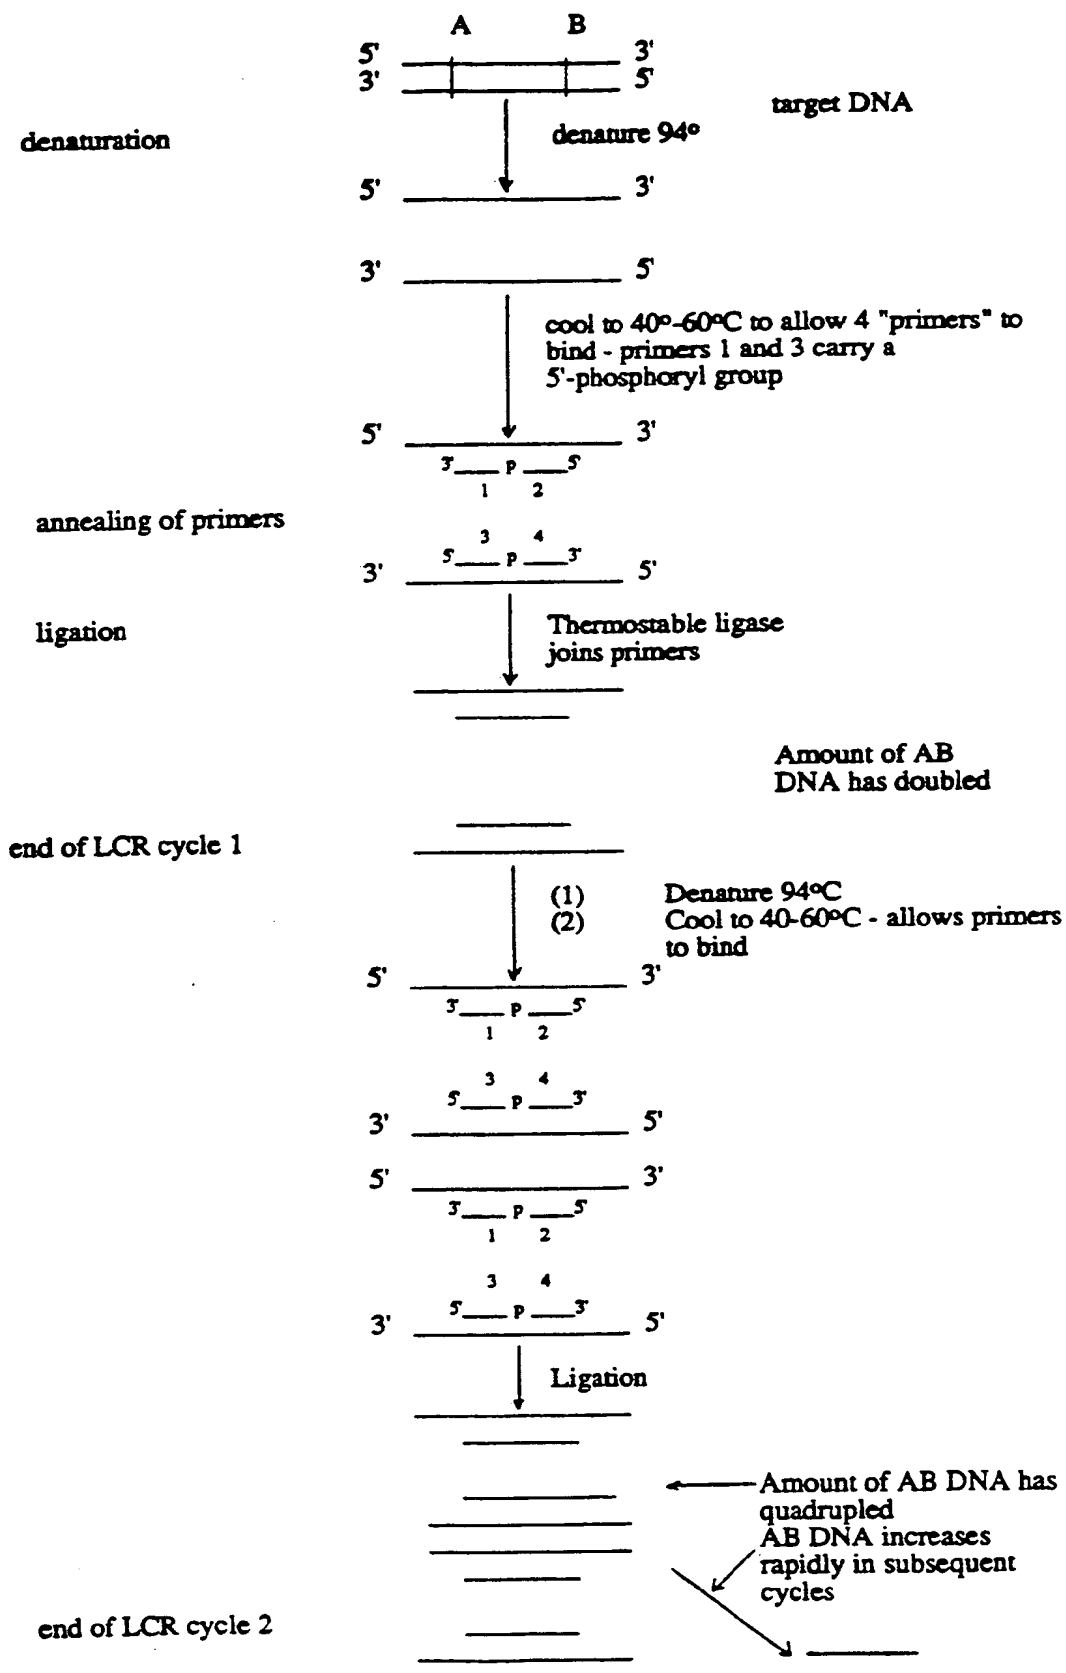 A B
5' 3'
3' 5'
target DNA
denaturation
denature 94°
5' 3'
3' 5'
cool to 40°-60°C to allow 4 "primers" to
bind - primers 1 and 3 carry a
5'-phosphoryl group
5' 3'
3' P 5'
1 2
annealing of primers
3 4
5' P 3'
3' 5'
ligation
Thermostable ligase
joins primers
Amount of AB
DNA has doubled
end of LCR cycle 1
(1) Denature 94°C
(2) Cool to 40-60°C - allows primers
to bind
5' 3'
3' P 5'
1 2
3 4
5' P 3'
3' 5'
5' 3'
3' P 5'
1 2
3 4
5' P 3'
3' 5'
Ligation
Amount of AB DNA has
quadrupled
AB DNA increases
rapidly in subsequent
cycles
end of LCR cycle 2